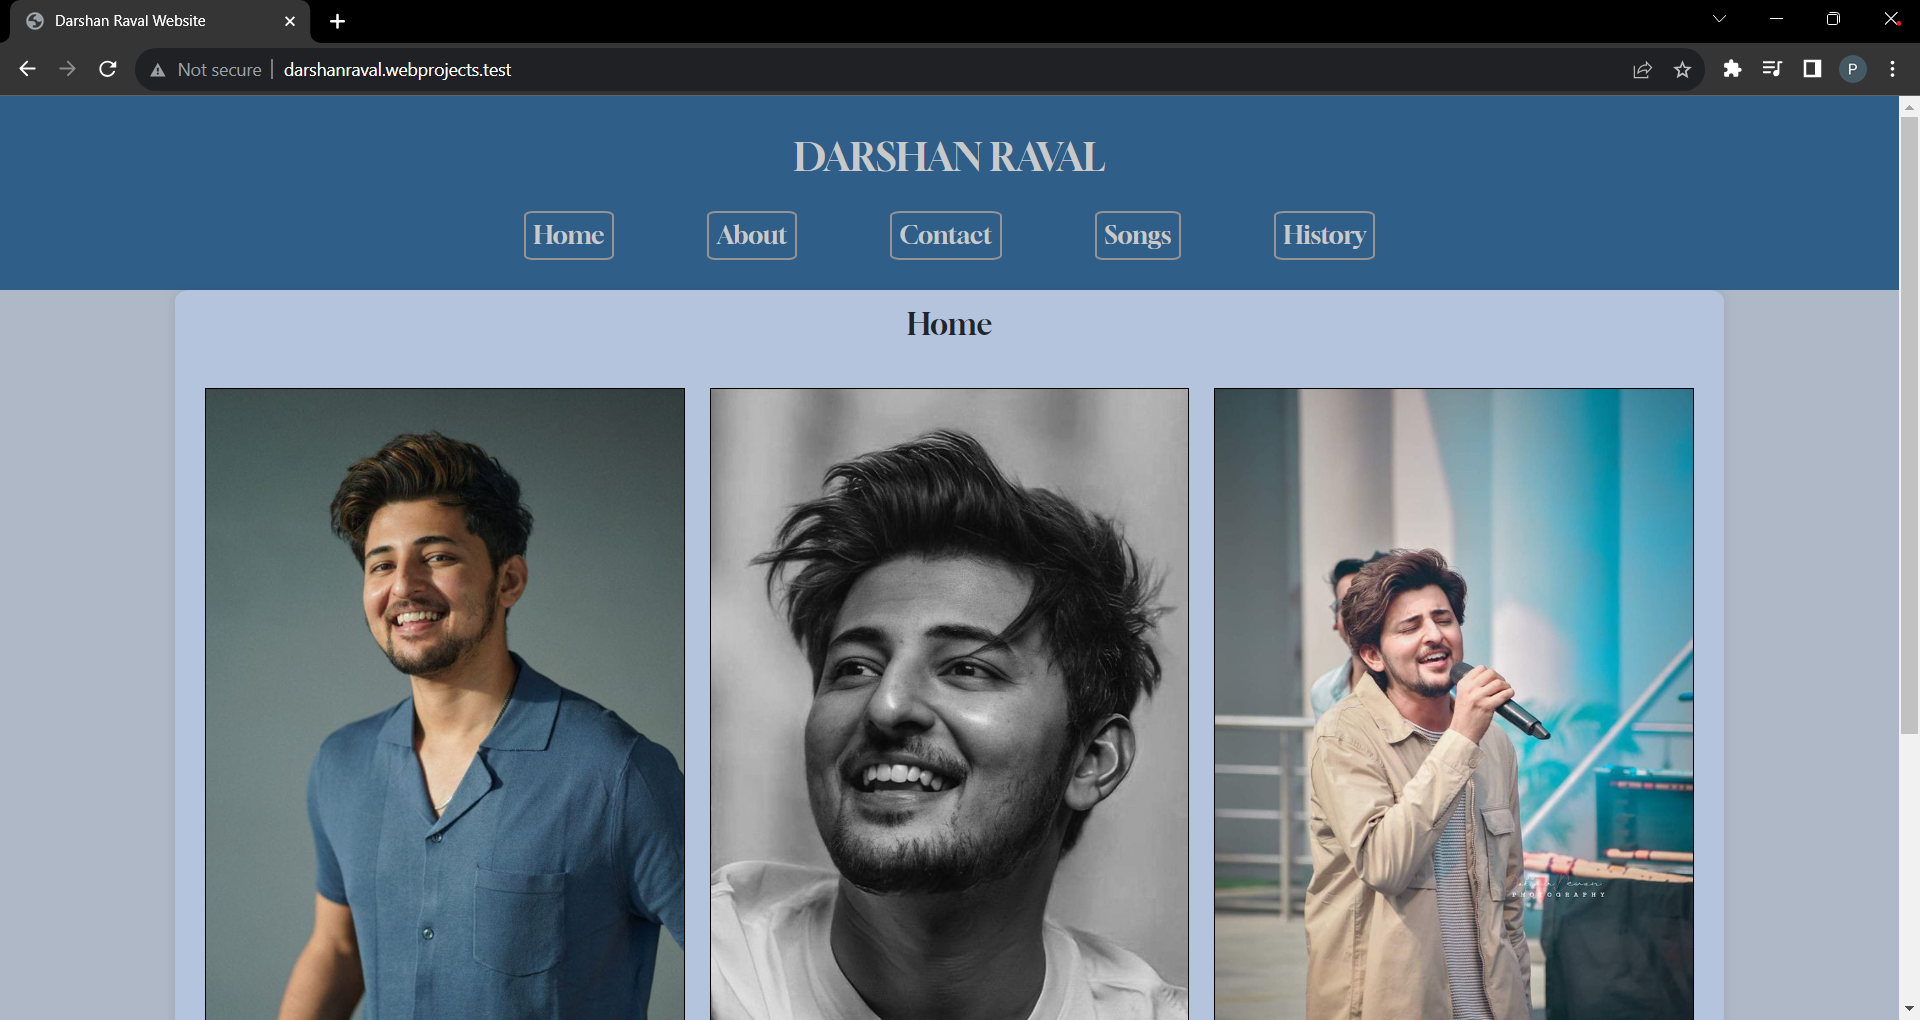 Darshan Raval Website
Not secure
darshanraval.webprojects.test
P
DARSHAN RAVAL
Home
About
Contact
Songs
History
Home
PHOTOGRAPHY